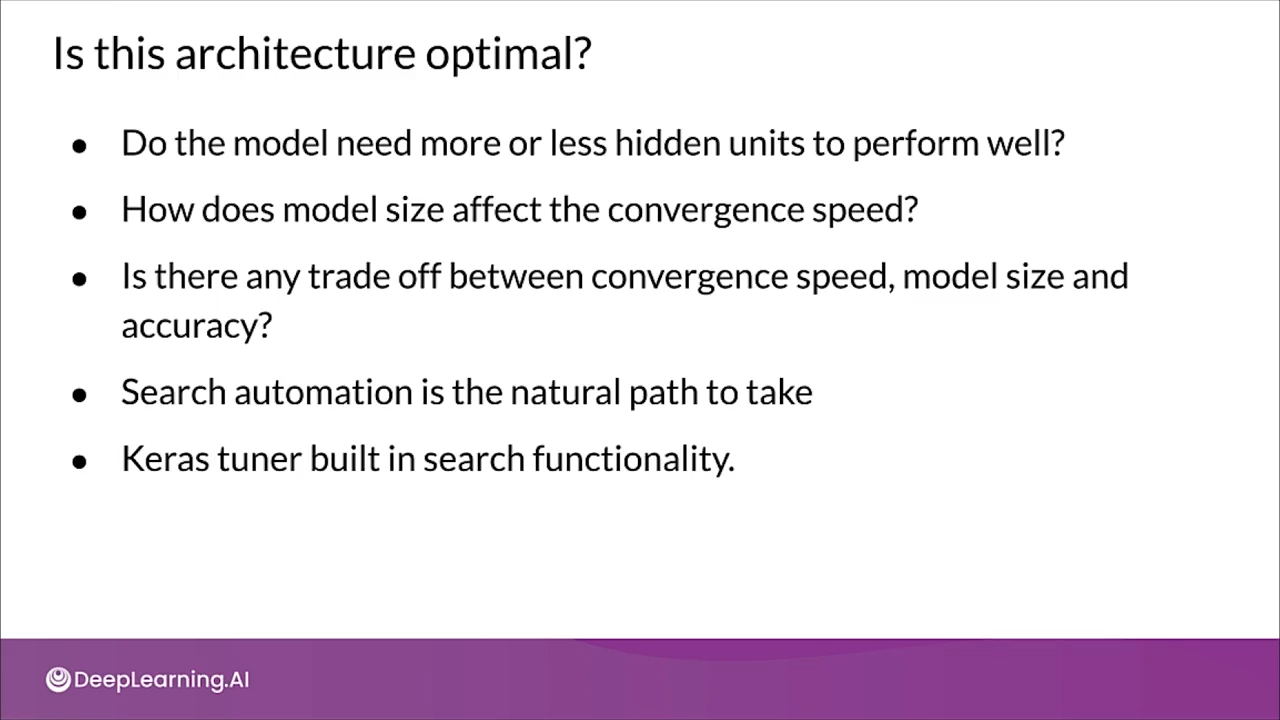 Is this architecture optimal?
● Do the model need more or less hidden units to perform well?
● How does model size affect the convergence speed?
● Is there any trade off between convergence speed, model size and
accuracy?
● Search automation is the natural path to take
● Keras tuner built in search functionality.
DeepLearning.AI